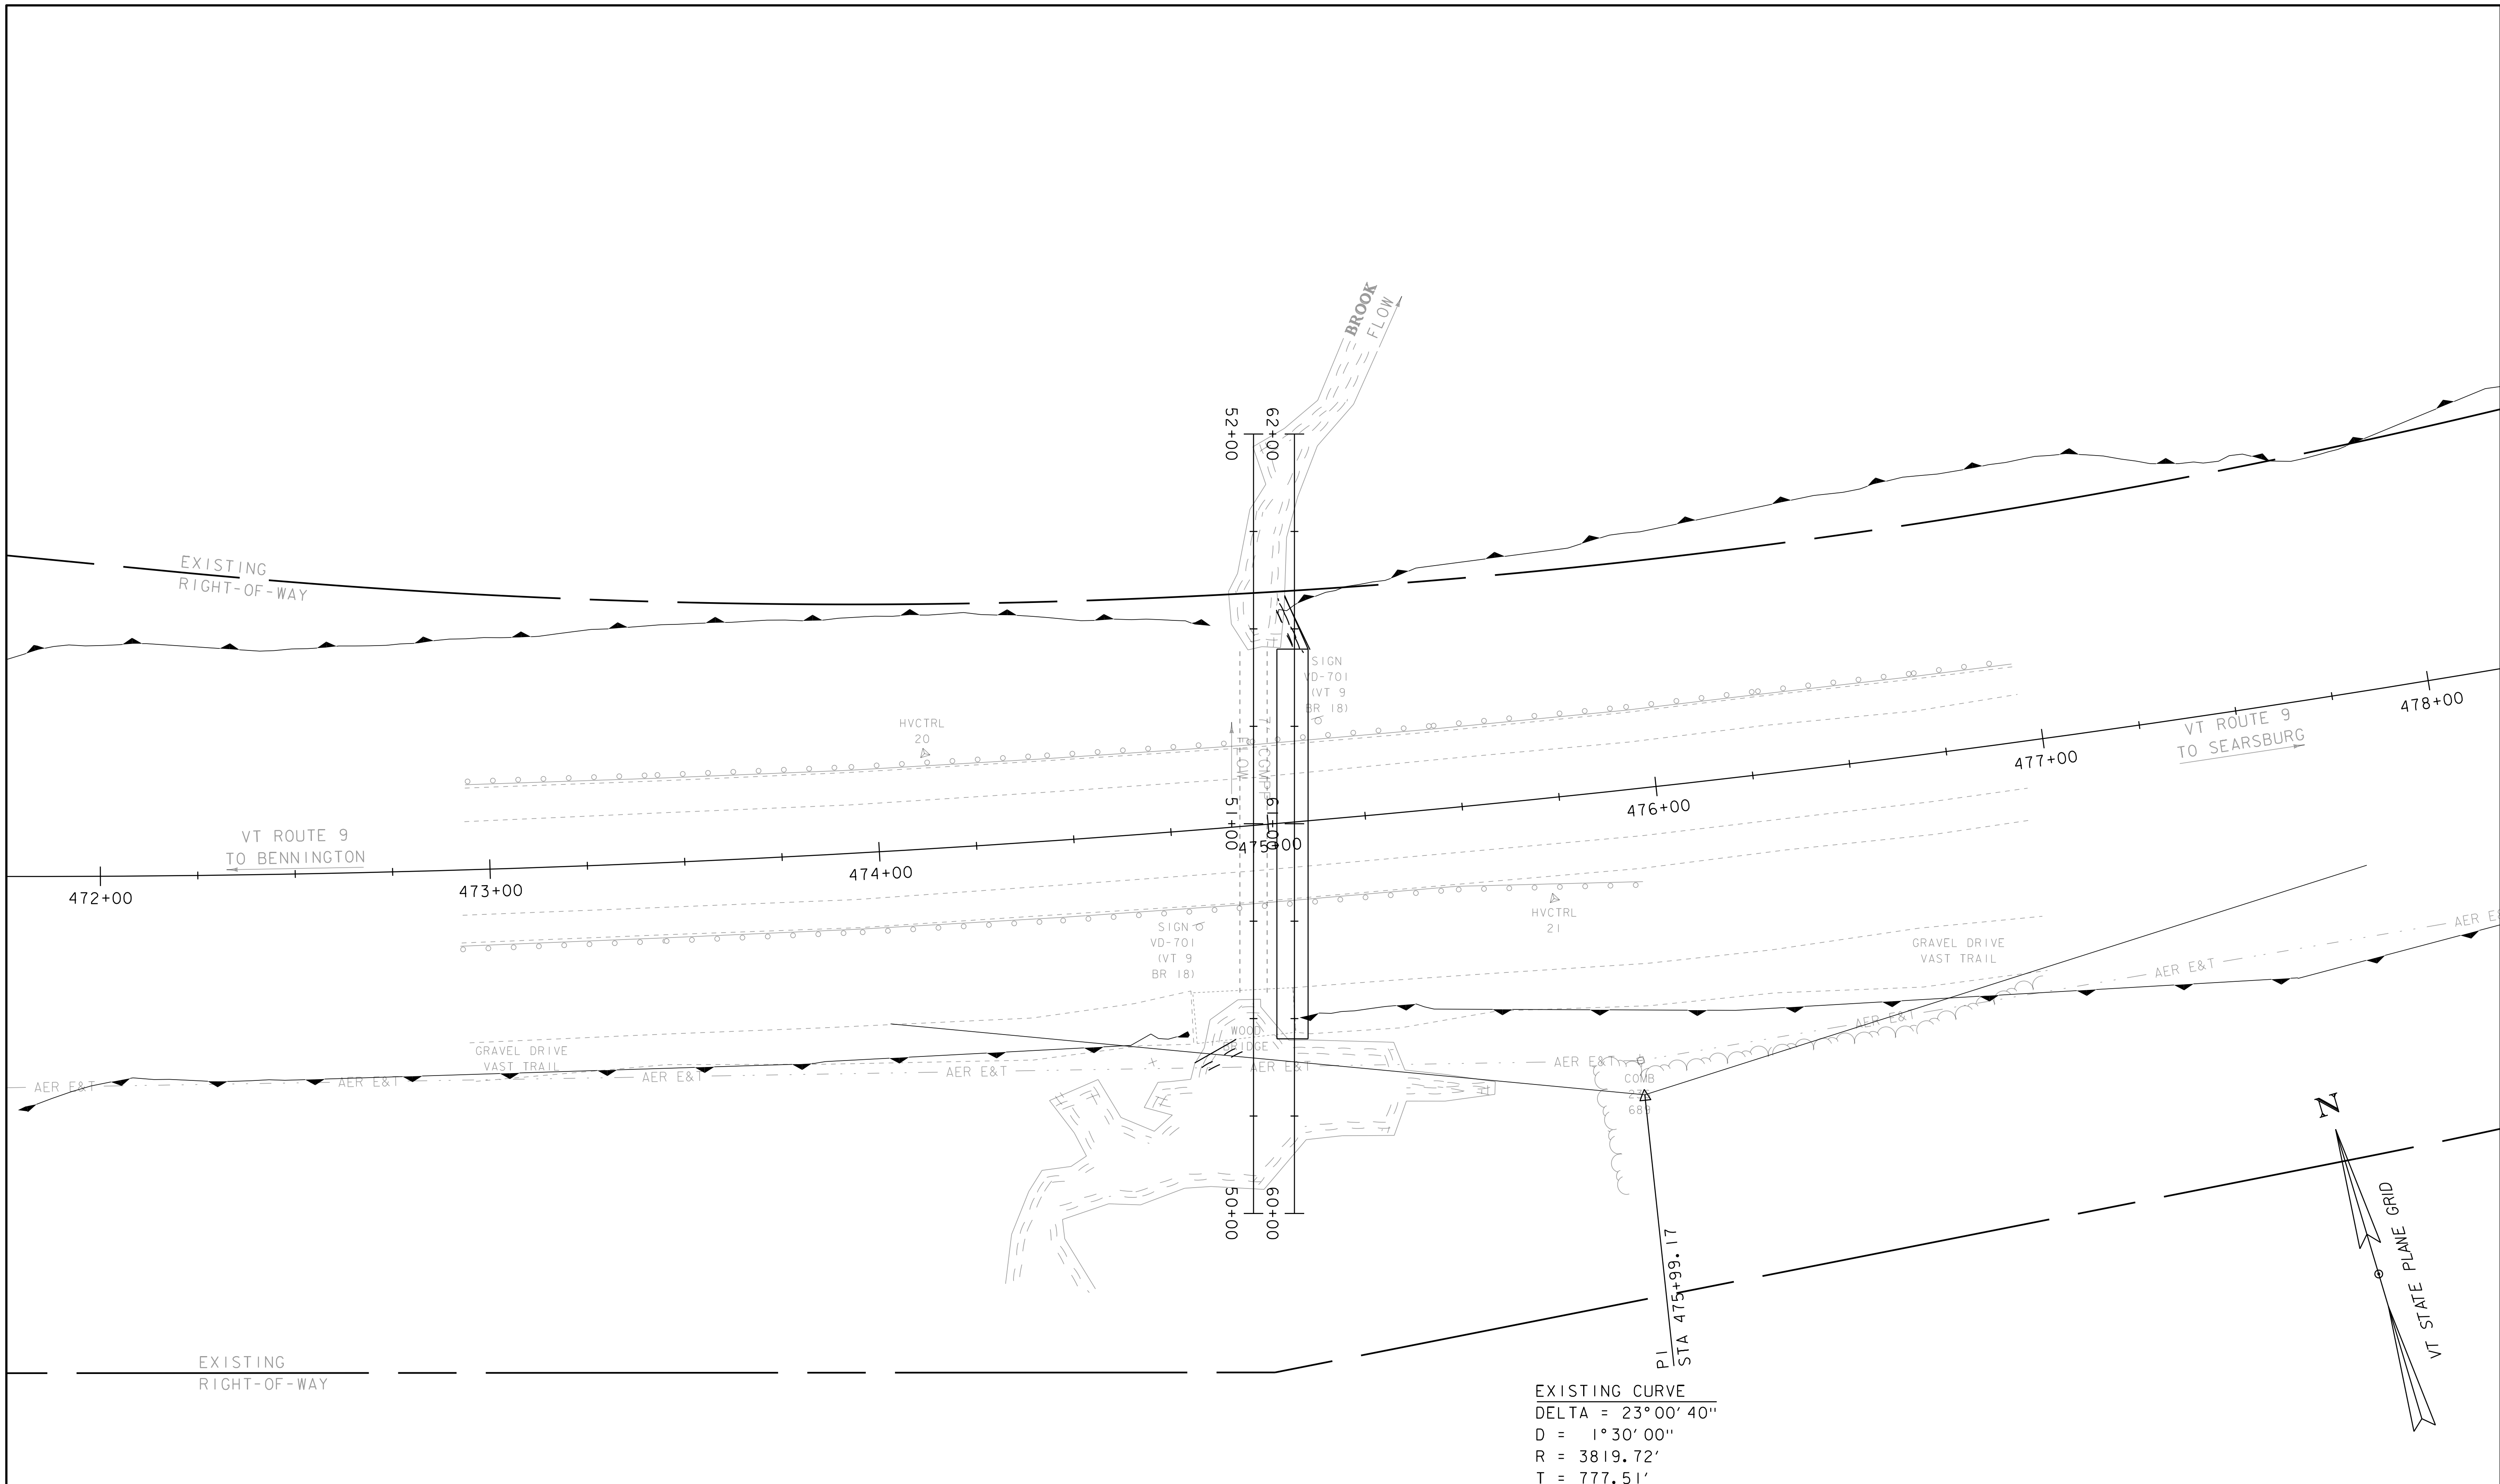 BROOK
FLOW
52+00
62+00
EXISTING
RIGHT-OF-WAY
SIGN
VD-701
(VT 9
BR 18)
HVCTRL
20
FLOW
51+00
61+00
475+00
VT ROUTE 9
TO BENNINGTON
472+00
473+00
474+00
476+00
477+00
478+00
VT ROUTE 9
TO SEARSBURG
SIGN
VD-701
(VT 9
BR 18)
HVCTRL
21
GRAVEL DRIVE
VAST TRAIL
AER E&T
AER E&T
AER E&T
WOOD
BRIDGE
GRAVEL DRIVE
VAST TRAIL
AER E&T
AER E&T
AER E&T
AER E&T
AER E&T
AER E&T
COMB
689
50+00
60+00
PI
STA 475+99.17
N
VT STATE PLANE GRID
EXISTING
RIGHT-OF-WAY
EXISTING CURVE
DELTA = 23°00'40"
D = 1°30'00"
R = 3819.72'
T = 777.51'